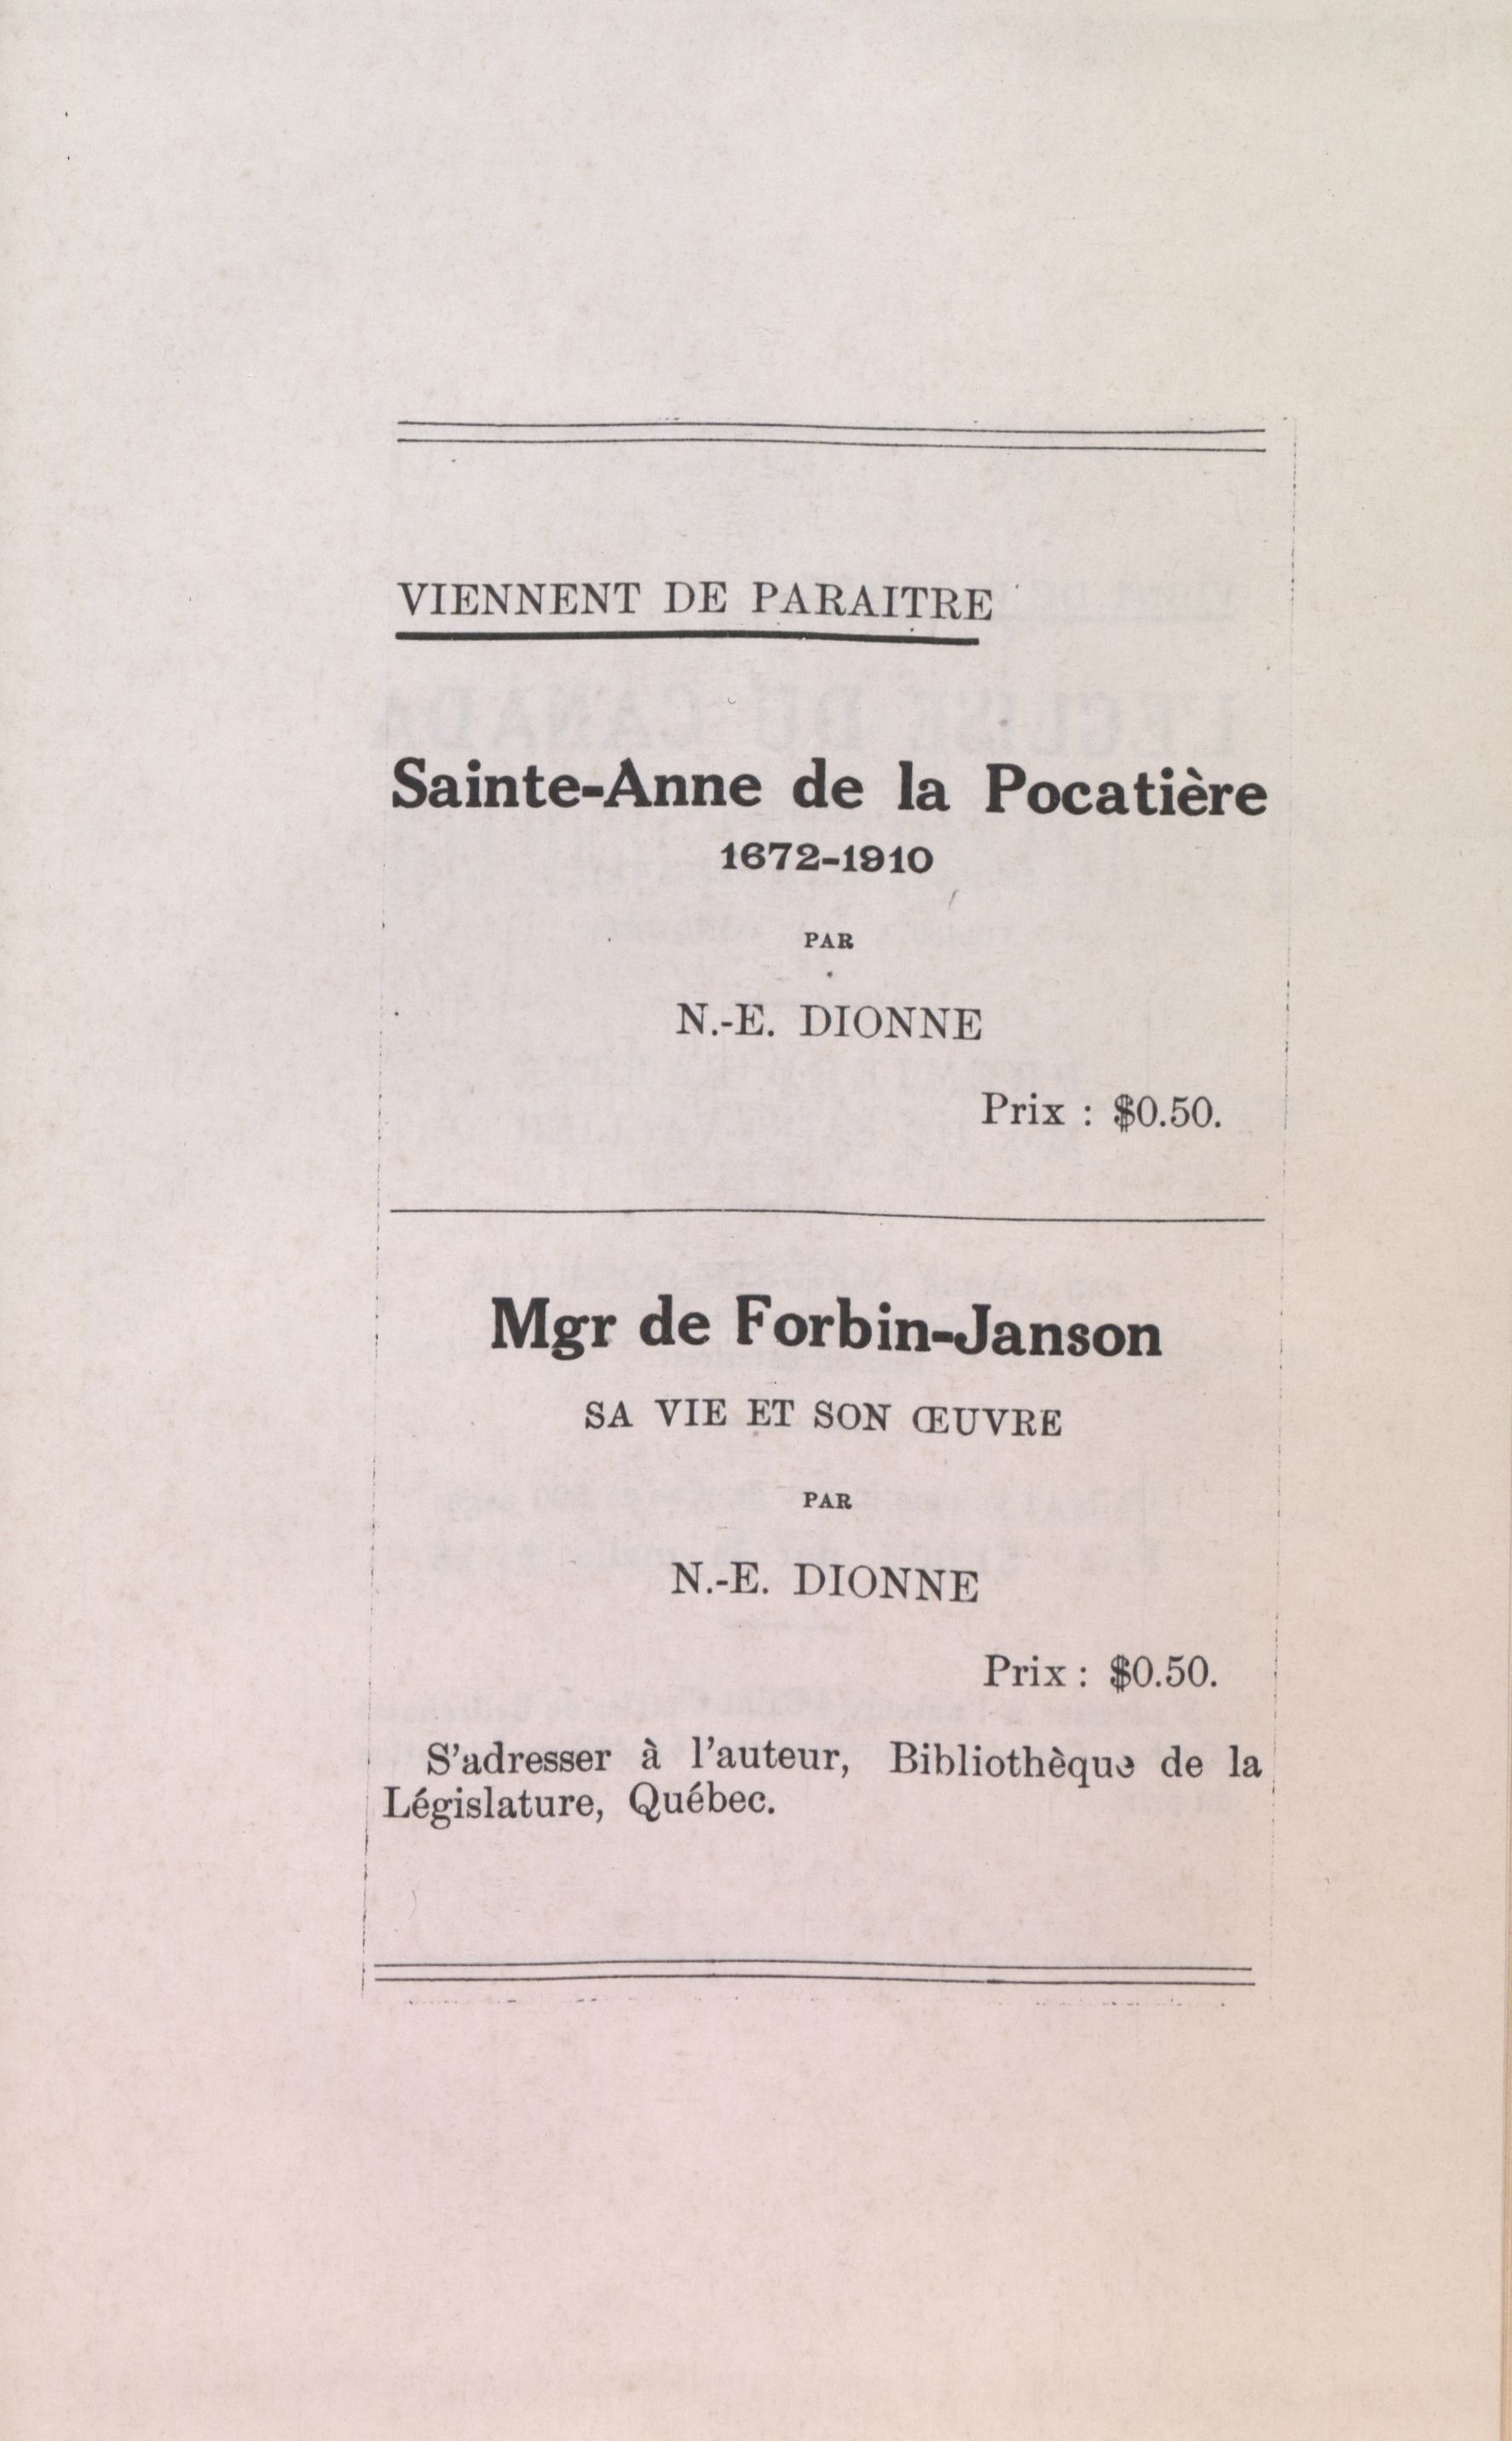 VIENNENT DE PARAITRE
Sainte-Anne de la Pocatière
1672-1910
PAR
N.-E. DIONNE
Prix : $0.50.
Mgr de Forbin-Janson
SA VIE ET SON ŒUVRE
PAR
N.-E. DIONNE
Prix : $0.50.
S'adresser à l'auteur, Bibliothèque de la
Législature, Québec.